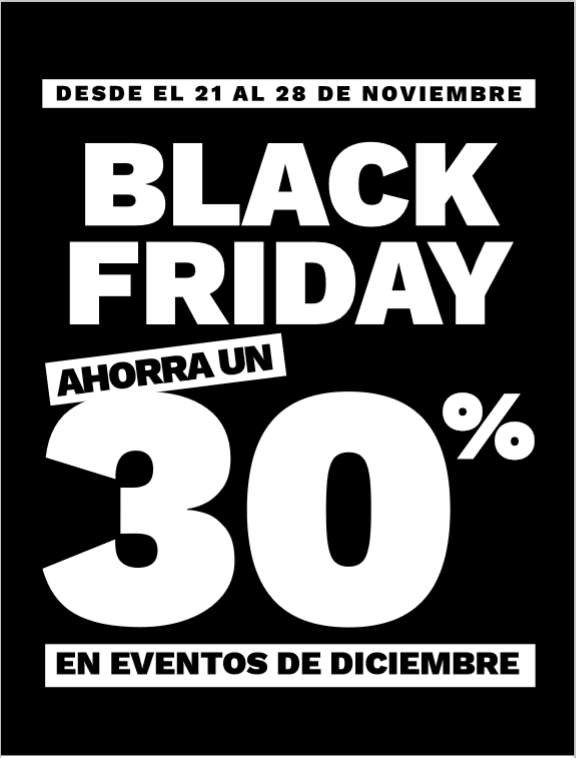 DESDE EL 21 AL 28 DE NOVIEMBRE
BLACK
FRIDAY
AHORRA UN
30%
EN EVENTOS DE DICIEMBRE